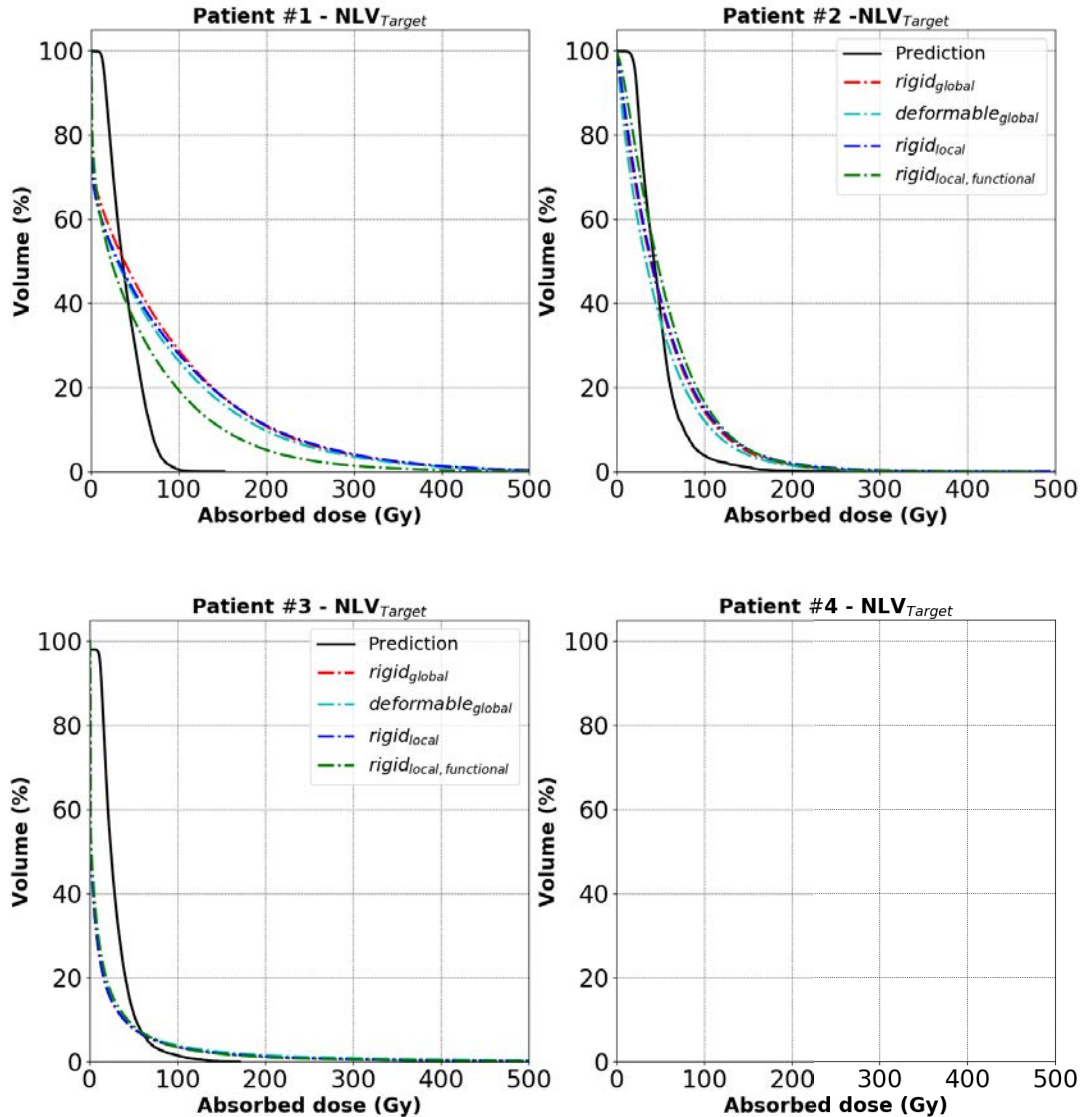 Patient #1 - NLV_Target
100
80
60
40
20
0
Volume (%)
0 100 200 300 400 500
Absorbed dose (Gy)
Patient #2 -NLV_Target
100
80
60
40
20
0
Volume (%)
Prediction
rigid_global
deformable_global
rigid_local
rigid_local, functional
0 100 200 300 400 500
Absorbed dose (Gy)
Patient #3 - NLV_Target
100
80
60
40
20
0
Volume (%)
Prediction
rigid_global
deformable_global
rigid_local
rigid_local, functional
0 100 200 300 400 500
Absorbed dose (Gy)
Patient #4 - NLV_Target
100
80
60
40
20
0
Volume (%)
0 100 200 300 400 500
Absorbed dose (Gy)